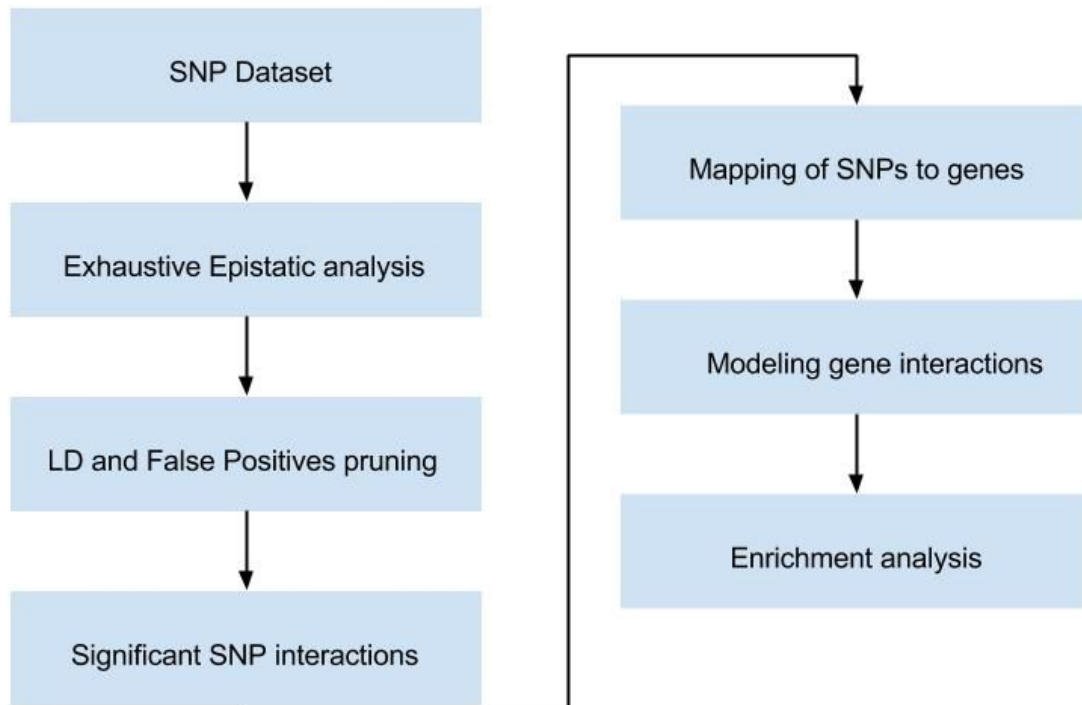 SNP Dataset
Exhaustive Epistatic analysis
LD and False Positives pruning
Significant SNP interactions
Mapping of SNPs to genes
Modeling gene interactions
Enrichment analysis